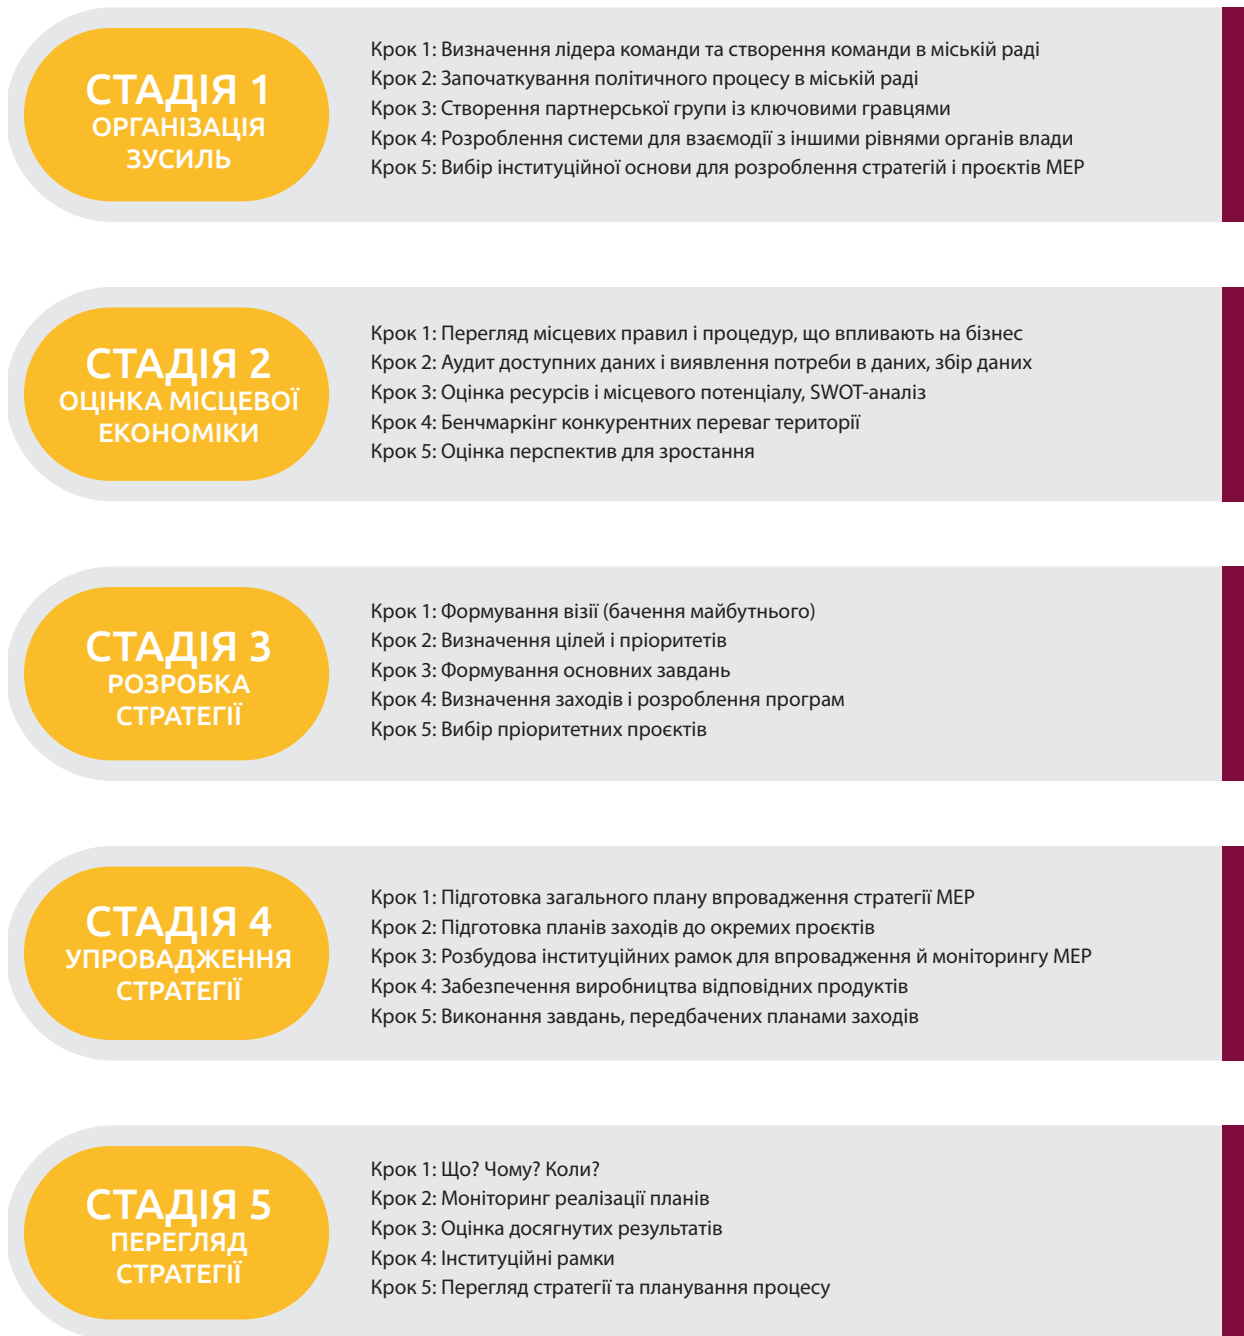 СТАДІЯ 1
ОРГАНІЗАЦІЯ
ЗУСИЛЬ
Крок 1: Визначення лідера команди та створення команди в міській раді
Крок 2: Започаткування політичного процесу в міській раді
Крок 3: Створення партнерської групи із ключовими гравцями
Крок 4: Розроблення системи для взаємодії з іншими рівнями органів влади
Крок 5: Вибір інституційної основи для розроблення стратегій і проєктів МЕР
СТАДІЯ 2
ОЦІНКА МІСЦЕВОЇ
ЕКОНОМІКИ
Крок 1: Перегляд місцевих правил і процедур, що впливають на бізнес
Крок 2: Аудит доступних даних і виявлення потреби в даних, збір даних
Крок 3: Оцінка ресурсів і місцевого потенціалу, SWOT-аналіз
Крок 4: Бенчмаркінг конкурентних переваг території
Крок 5: Оцінка перспектив для зростання
СТАДІЯ 3
РОЗРОБКА
СТРАТЕГІЇ
Крок 1: Формування візії (бачення майбутнього)
Крок 2: Визначення цілей і пріоритетів
Крок 3: Формування основних завдань
Крок 4: Визначення заходів і розроблення програм
Крок 5: Вибір пріоритетних проєктів
СТАДІЯ 4
УПРОВАДЖЕННЯ
СТРАТЕГІЇ
Крок 1: Підготовка загального плану впровадження стратегії МЕР
Крок 2: Підготовка планів заходів до окремих проєктів
Крок 3: Розбудова інституційних рамок для впровадження й моніторингу МЕР
Крок 4: Забезпечення виробництва відповідних продуктів
Крок 5: Виконання завдань, передбачених планами заходів
СТАДІЯ 5
ПЕРЕГЛЯД
СТРАТЕГІЇ
Крок 1: Що? Чому? Коли?
Крок 2: Моніторинг реалізації планів
Крок 3: Оцінка досягнутих результатів
Крок 4: Інституційні рамки
Крок 5: Перегляд стратегії та планування процесу